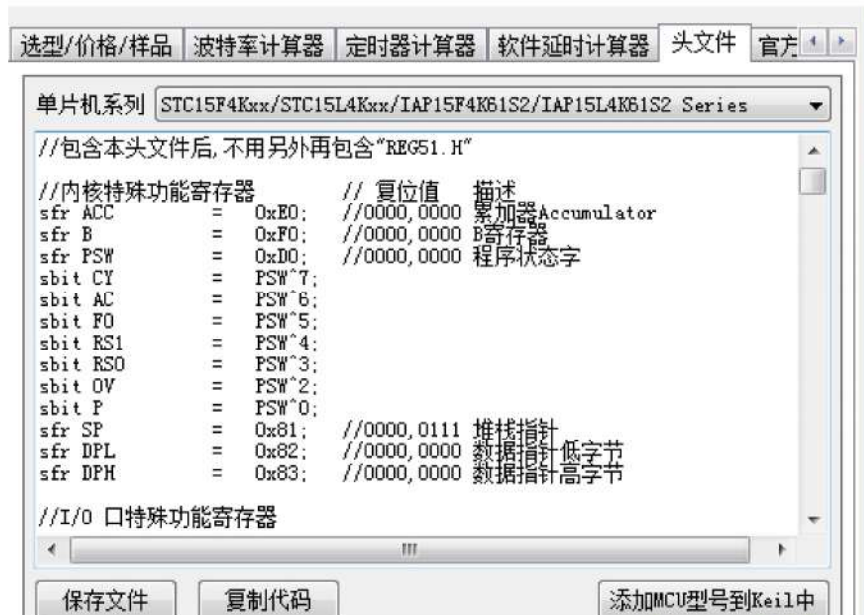 选型/价格/样品 波特率计算器 定时器计算器 软件延时计算器 头文件 官方
单片机系列 STC15F4Kxx/STC15L4Kxx/IAP15F4K61S2/IAP15L4K61S2 Series
//包含本头文件后,不用另外再包含"REG51.H"
//内核特殊功能寄存器 // 复位值 描述
sfr ACC = 0xE0; //0000,0000 累加器Accumulator
sfr B = 0xF0; //0000,0000 B寄存器
sfr PSW = 0xD0; //0000,0000 程序状态字
sbit CY = PSW^7;
sbit AC = PSW^6;
sbit F0 = PSW^5;
sbit RS1 = PSW^4;
sbit RS0 = PSW^3;
sbit OV = PSW^2;
sbit P = PSW^0;
sfr SP = 0x81; //0000,0111 堆栈指针
sfr DPL = 0x82; //0000,0000 数据指针低字节
sfr DPH = 0x83; //0000,0000 数据指针高字节
//I/O 口特殊功能寄存器
保存文件 复制代码 添加MCU型号到Keil中